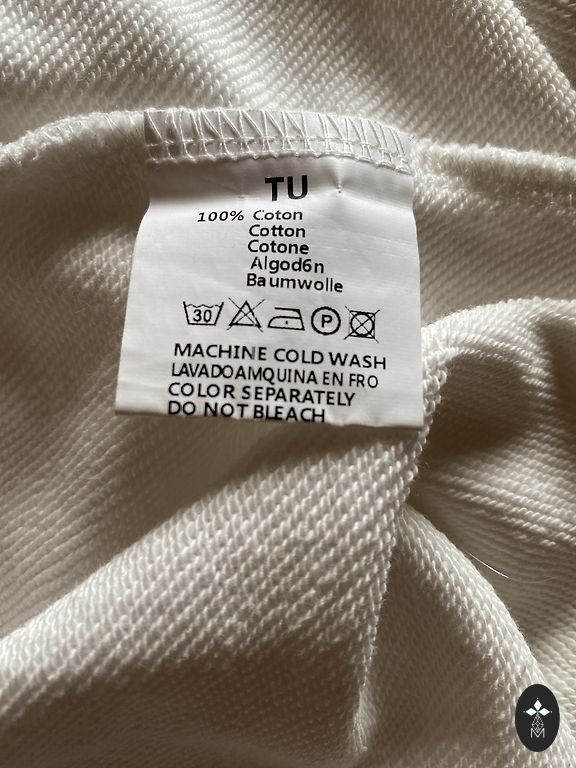 TU
100% Coton
Cotton
Cotone
Algod6n
Baumwolle
30 P
MACHINE COLD WASH
LAVADOAMQUINA EN FRO
COLOR SEPARATELY
DO NOT BLEACH
M